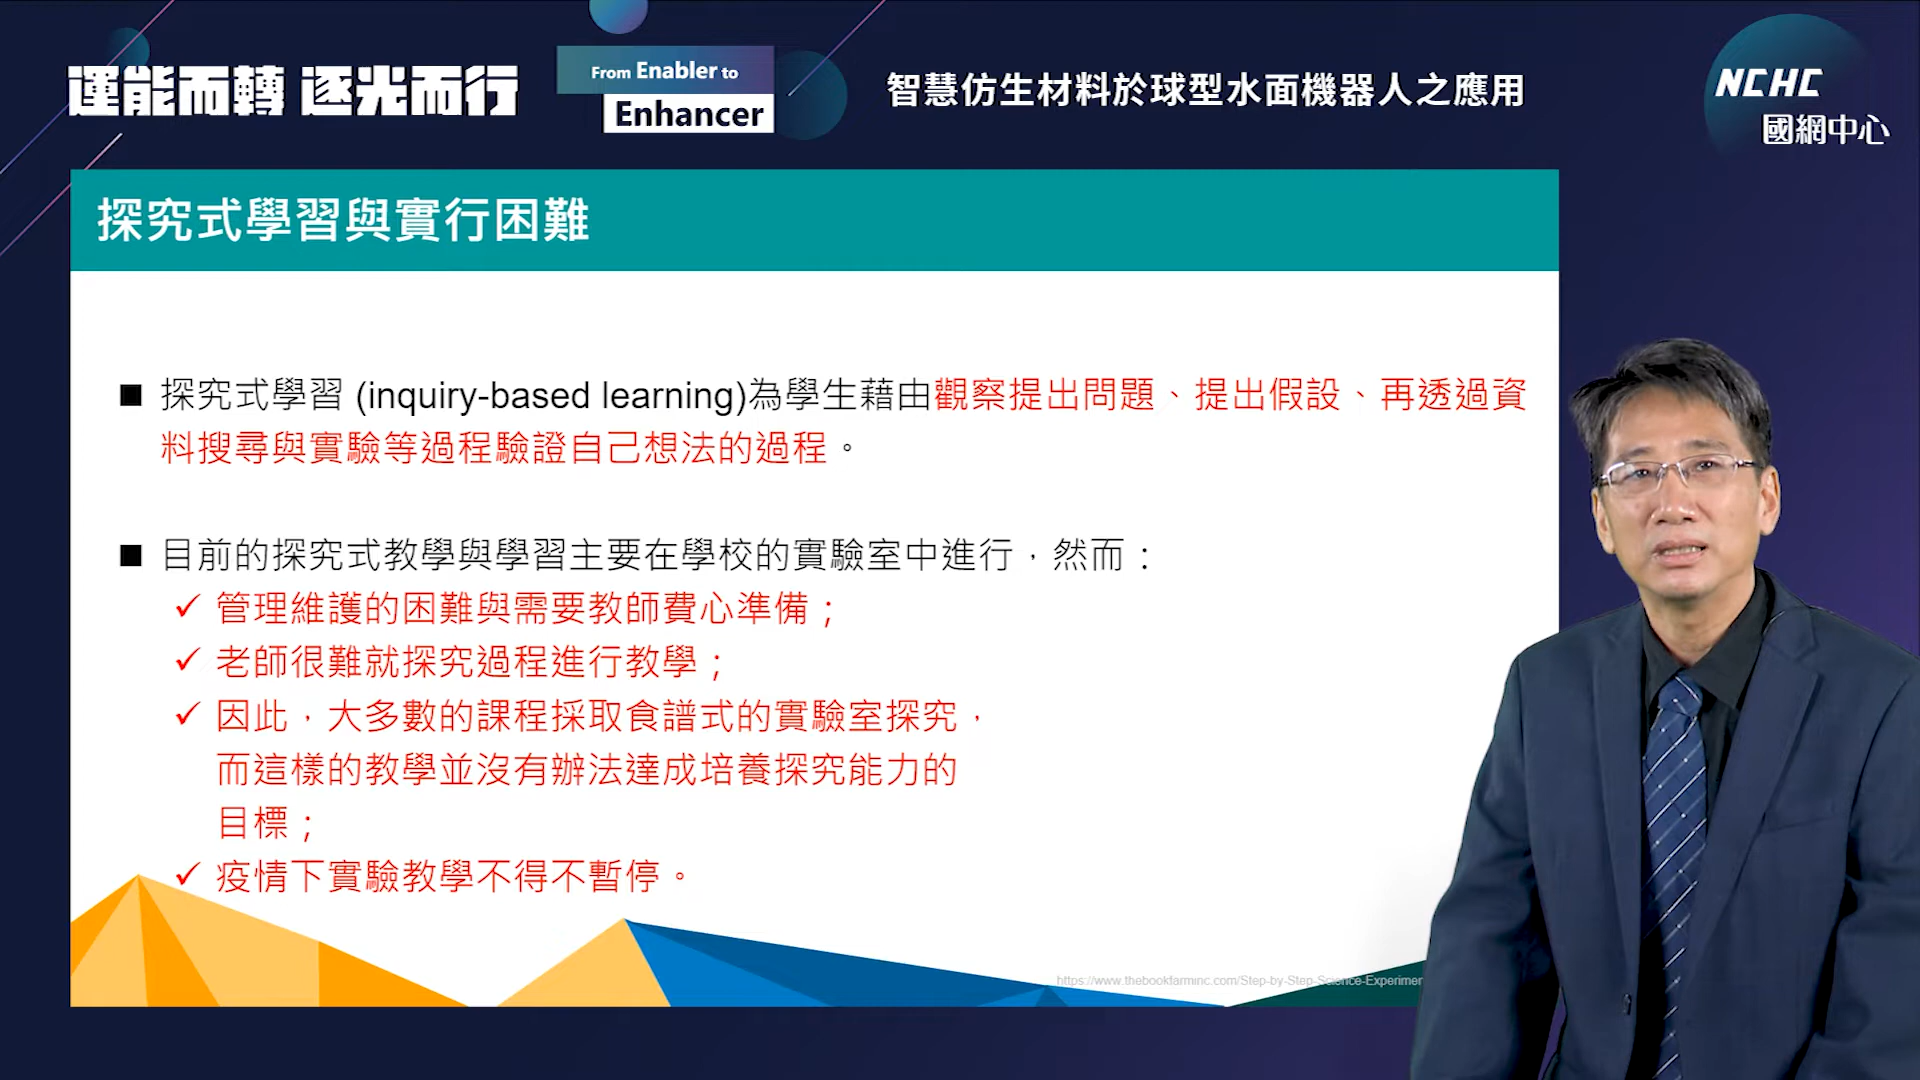 運能而轉 逐光而行
From Enabler to
Enhancer
智慧仿生材料於球型水面機器人之應用
NCHC
國網中心
探究式學習與實行困難
■ 探究式學習 (inquiry-based learning)為學生藉由觀察提出問題、提出假設、再透過資
料搜尋與實驗等過程驗證自己想法的過程。
■ 目前的探究式教學與學習主要在學校的實驗室中進行，然而：
✓ 管理維護的困難與需要教師費心準備；
✓ 老師很難就探究過程進行教學；
✓ 因此，大多數的課程採取食譜式的實驗室探究，
而這樣的教學並沒有辦法達成培養探究能力的
目標；
✓ 疫情下實驗教學不得不暫停。
https://www.thebookfarminc.com/Step-by-Step-Science-Experimer